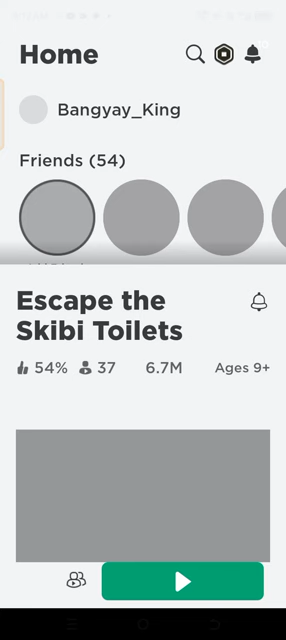 Home
Bangyay_King
Friends (54)
Escape the
Skibi Toilets
54% 37 6.7M Ages 9+